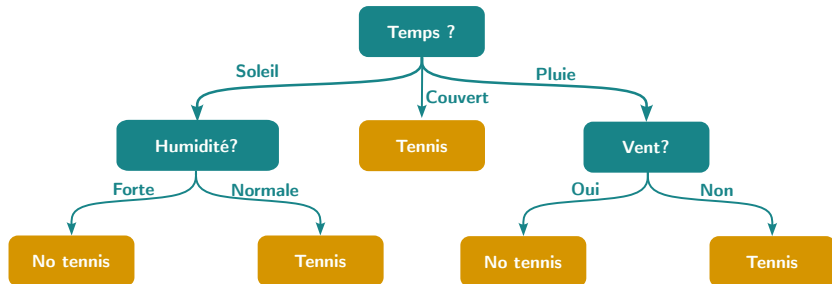 Temps ?
Soleil
Pluie
Couvert
Humidité?
Tennis
Vent?
Forte
Normale
Oui
Non
No tennis
Tennis
No tennis
Tennis